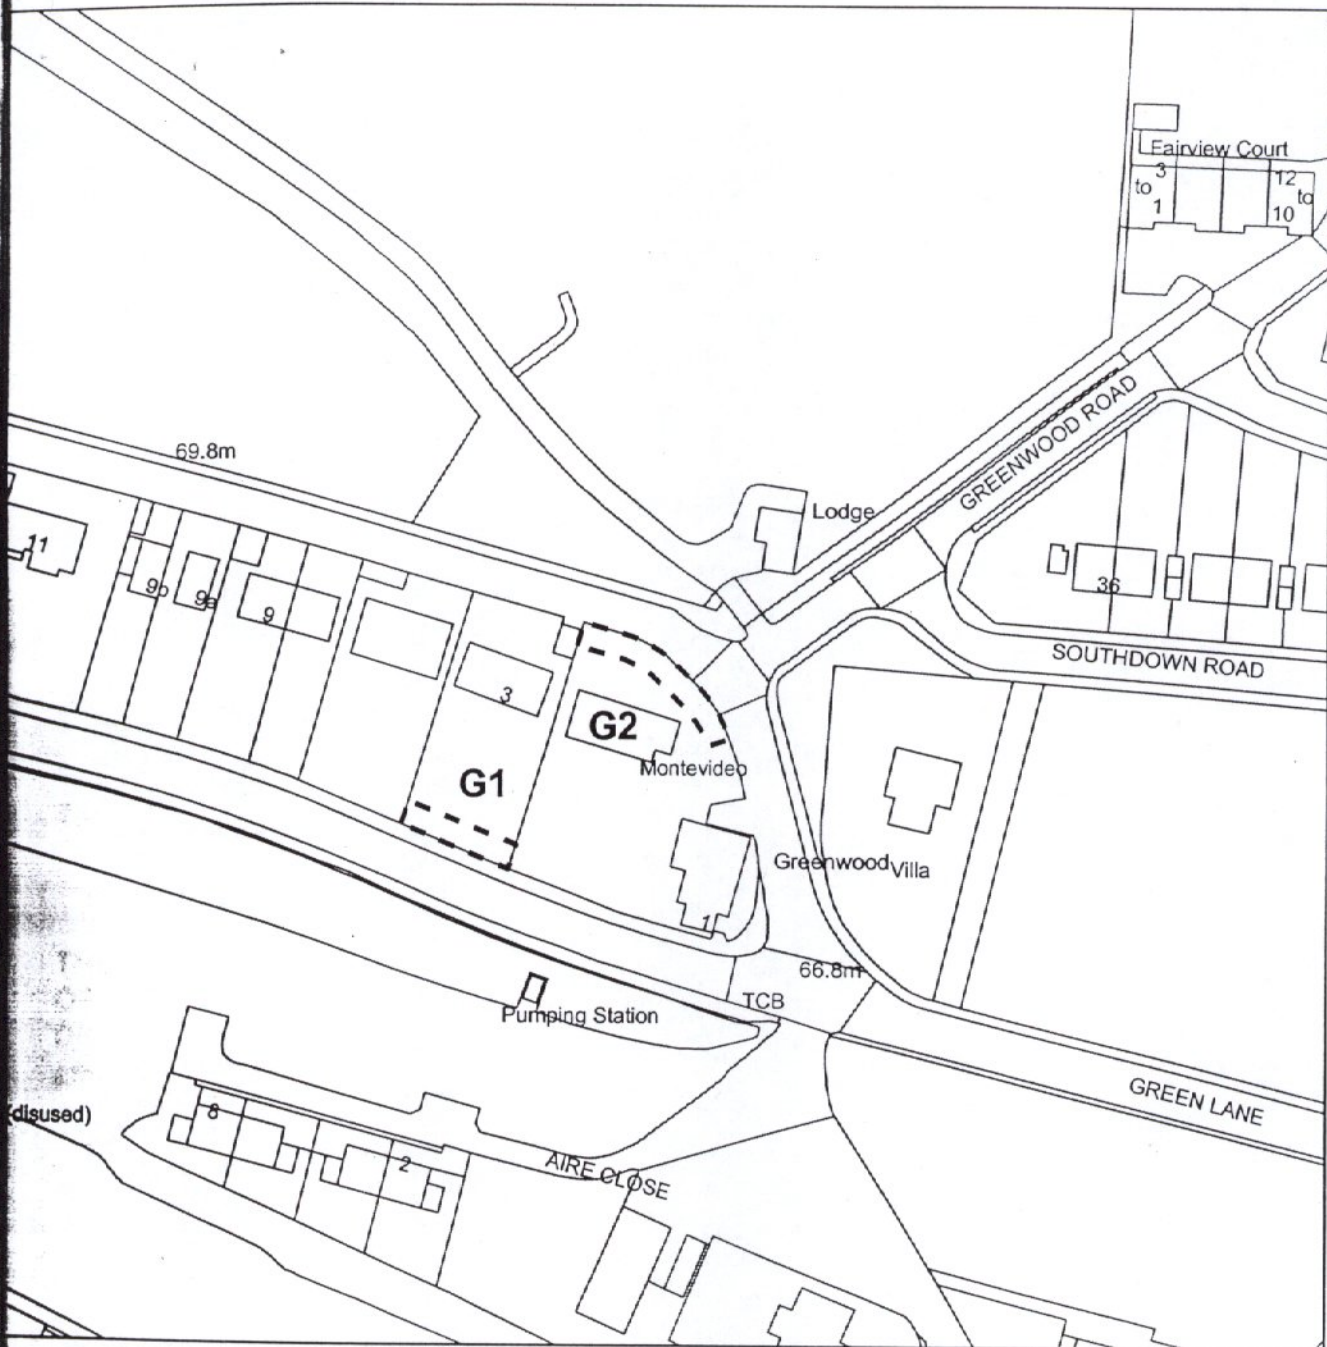 Fairview Court
3
to
1
12
to
10
69.8m
GREENWOOD ROAD
Lodge
11
9b
9a
9
36
SOUTHDOWN ROAD
3
G2
Montevideo
G1
Greenwood Villa
1
66.8m
TCB
Pumping Station
GREEN LANE
(disused)
8
2
AIRE CLOSE